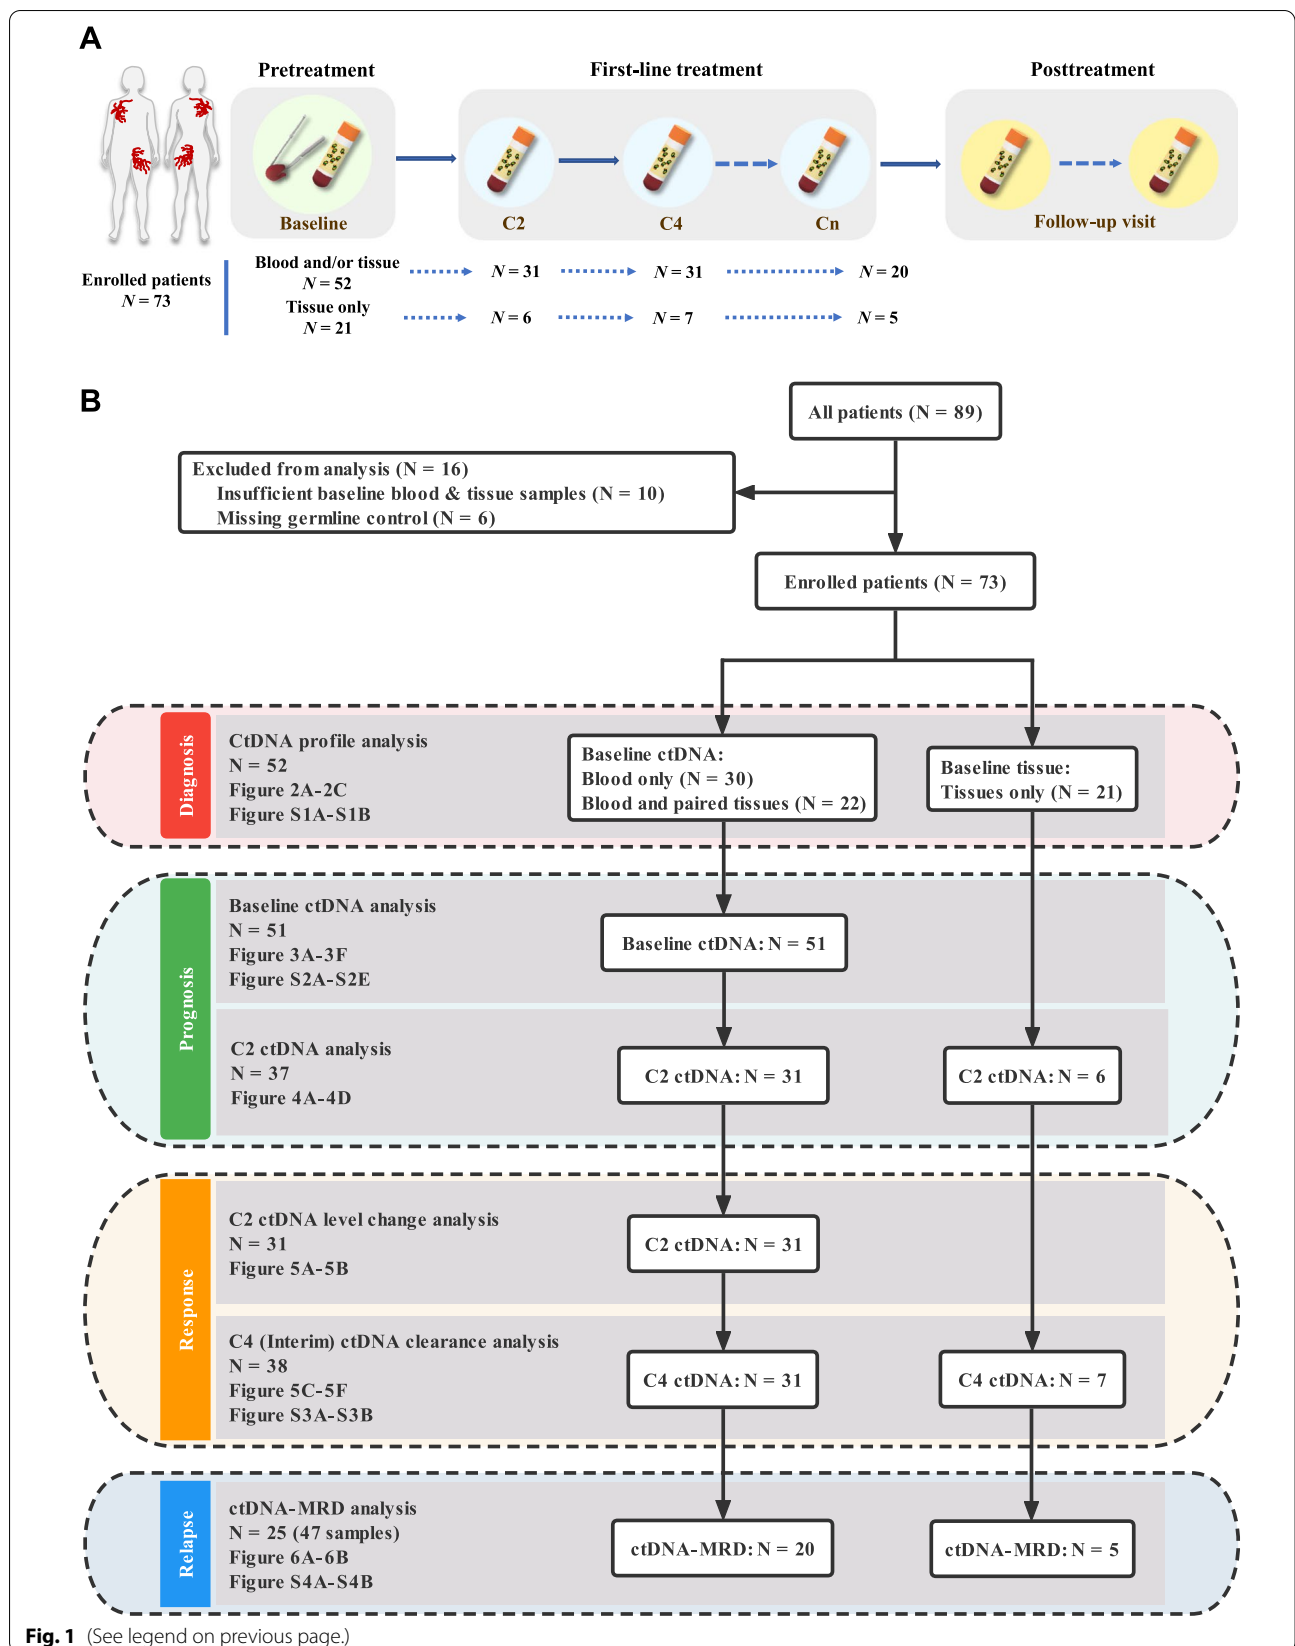 A
Pretreatment
First-line treatment
Posttreatment
Baseline
C2
C4
Cn
Follow-up visit
Enrolled patients
N = 73
Blood and/or tissue
N = 52
N = 31
N = 31
N = 20
Tissue only
N = 21
N = 6
N = 7
N = 5
B
All patients (N = 89)
Excluded from analysis (N = 16)
Insufficient baseline blood & tissue samples (N = 10)
Missing germline control (N = 6)
Enrolled patients (N = 73)
Diagnosis
CtDNA profile analysis
N = 52
Figure 2A-2C
Figure S1A-S1B
Baseline ctDNA:
Blood only (N = 30)
Blood and paired tissues (N = 22)
Baseline tissue:
Tissues only (N = 21)
Prognosis
Baseline ctDNA analysis
N = 51
Figure 3A-3F
Figure S2A-S2E
Baseline ctDNA: N = 51
C2 ctDNA analysis
N = 37
Figure 4A-4D
C2 ctDNA: N = 31
C2 ctDNA: N = 6
Response
C2 ctDNA level change analysis
N = 31
Figure 5A-5B
C2 ctDNA: N = 31
C4 (Interim) ctDNA clearance analysis
N = 38
Figure 5C-5F
Figure S3A-S3B
C4 ctDNA: N = 31
C4 ctDNA: N = 7
Relapse
ctDNA-MRD analysis
N = 25 (47 samples)
Figure 6A-6B
Figure S4A-S4B
ctDNA-MRD: N = 20
ctDNA-MRD: N = 5
Fig. 1 (See legend on previous page.)